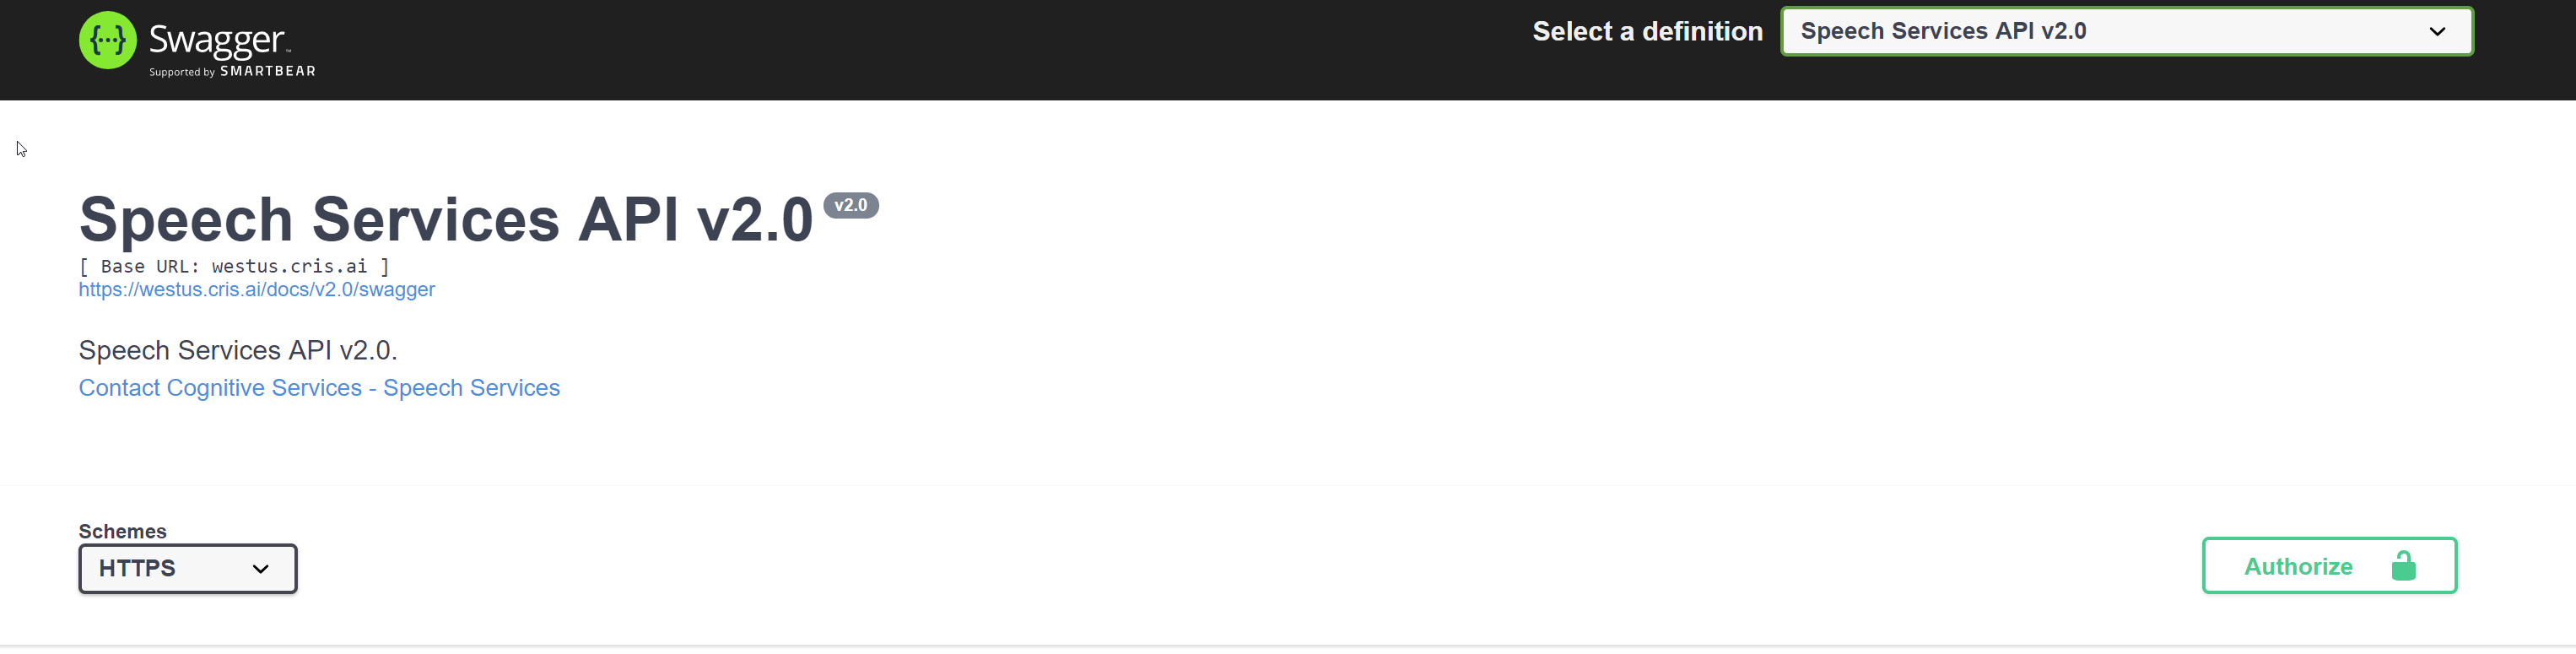 Swagger™
Supported by SMARTBEAR
Select a definition
Speech Services API v2.0
Speech Services API v2.0 v2.0
[ Base URL: westus.cris.ai ]
https://westus.cris.ai/docs/v2.0/swagger
Speech Services API v2.0.
Contact Cognitive Services - Speech Services
Schemes
HTTPS
Authorize